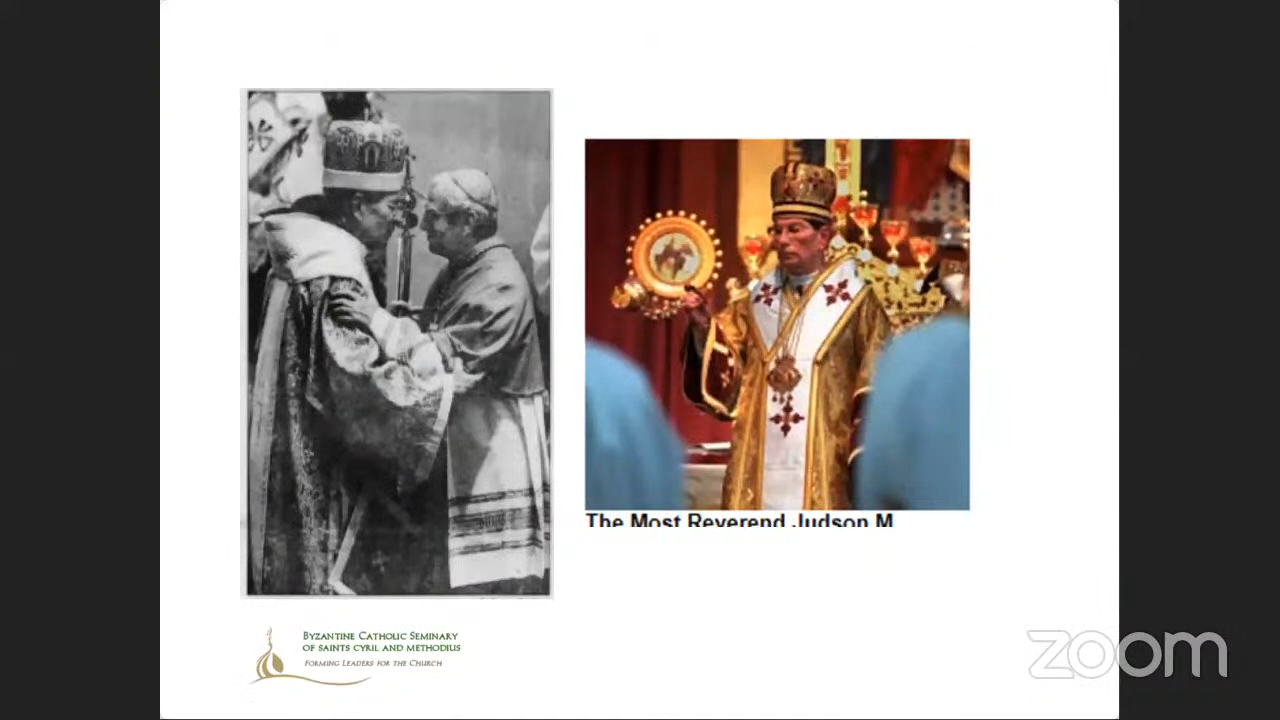 The Most Reverend Judson M
BYZANTINE CATHOLIC SEMINARY
OF SAINTS CYRIL AND METHODIUS
FORMING LEADERS FOR THE CHURCH
zoom